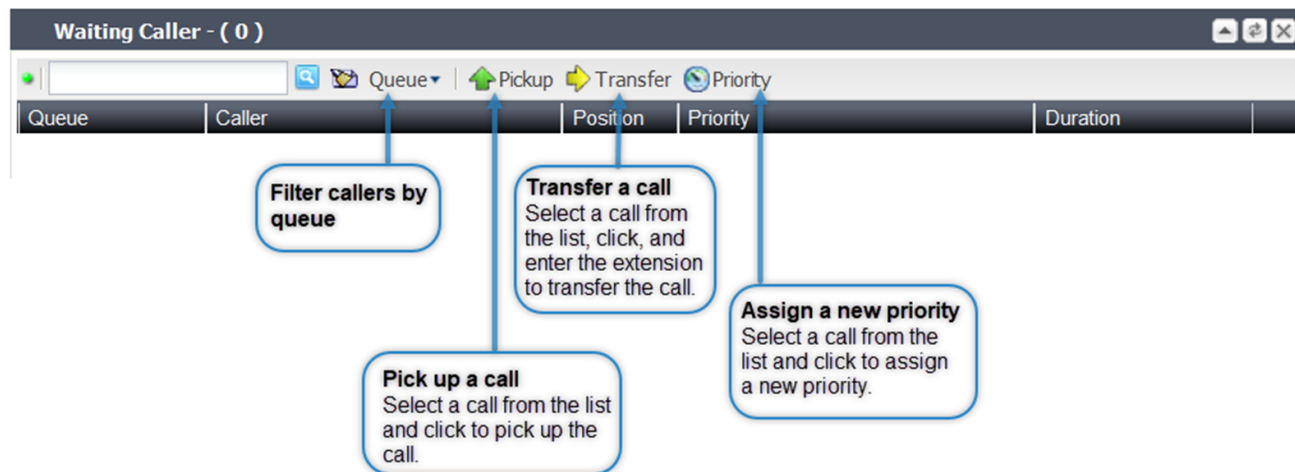 Waiting Caller - ( 0 )
Queue Pickup Transfer Priority
Queue Caller Position Priority Duration
Filter callers by
queue
Transfer a call
Select a call from
the list, click, and
enter the extension
to transfer the call.
Assign a new priority
Select a call from the
list and click to assign
a new priority.
Pick up a call
Select a call from the list
and click to pick up the
call.